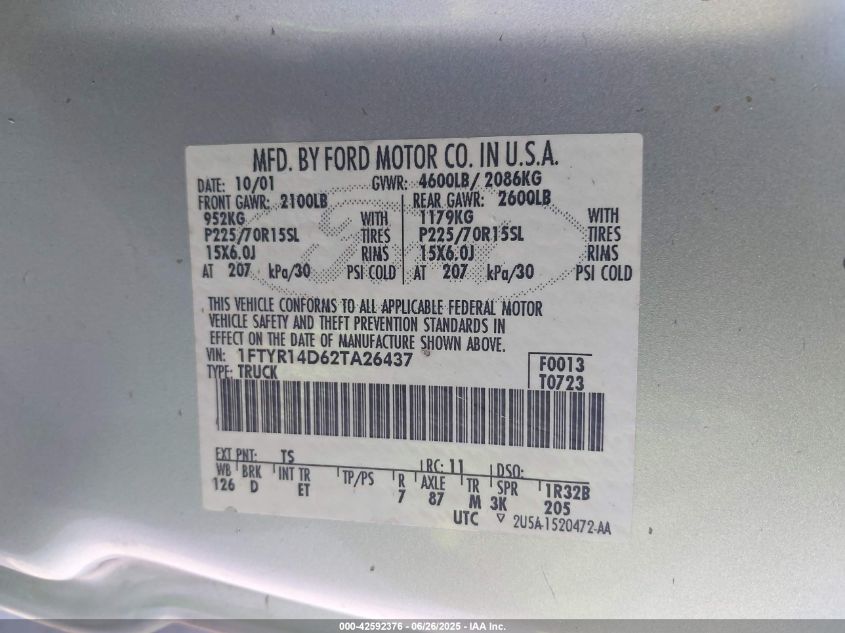 MFD. BY FORD MOTOR CO. IN U.S.A.
DATE: 10/01 GVWR: 4600LB/ 2086KG
FRONT GAWR: 2100LB REAR GAWR: 2600LB
952KG WITH 1179KG WITH
P225/70R15SL TIRES P225/70R15SL TIRES
15X6.0J RIMS 15X6.0J RIMS
AT 207 kPa/30 PSI COLD AT 207 kPa/30 PSI COLD
THIS VEHICLE CONFORMS TO ALL APPLICABLE FEDERAL MOTOR
VEHICLE SAFETY AND THEFT PREVENTION STANDARDS IN
EFFECT ON THE DATE OF MANUFACTURE SHOWN ABOVE.
VIN: 1FTYR14D62TA26437
TYPE: TRUCK
F0013
T0723
EXT PNT: TS RC: 11 DSO:
WB BRK INT TR TP/PS R AXLE TR SPR 1R32B
126 D ET 7 87 M 3K 205
UTC ▽ 2U5A-1520472-AA
000-42592376 - 06/26/2025 - IAA Inc.